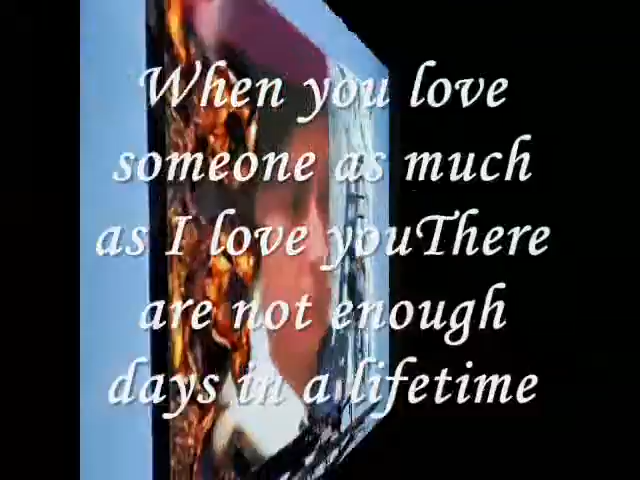 When you love
someone as much
as I love youThere
are not enough
days in a lifetime